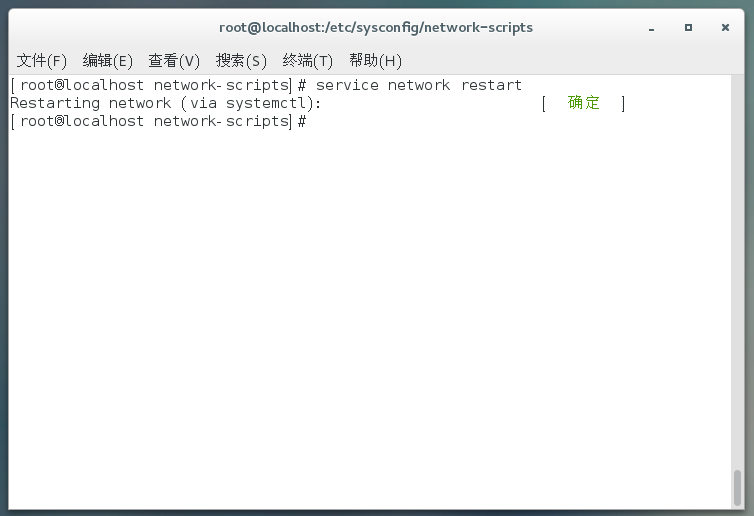 root@localhost:/etc/sysconfig/network-scripts
文件(F) 编辑(E) 查看(V) 搜索(S) 终端(T) 帮助(H)
[root@localhost network-scripts]# service network restart
Restarting network (via systemctl): [ 确定 ]
[root@localhost network-scripts]#